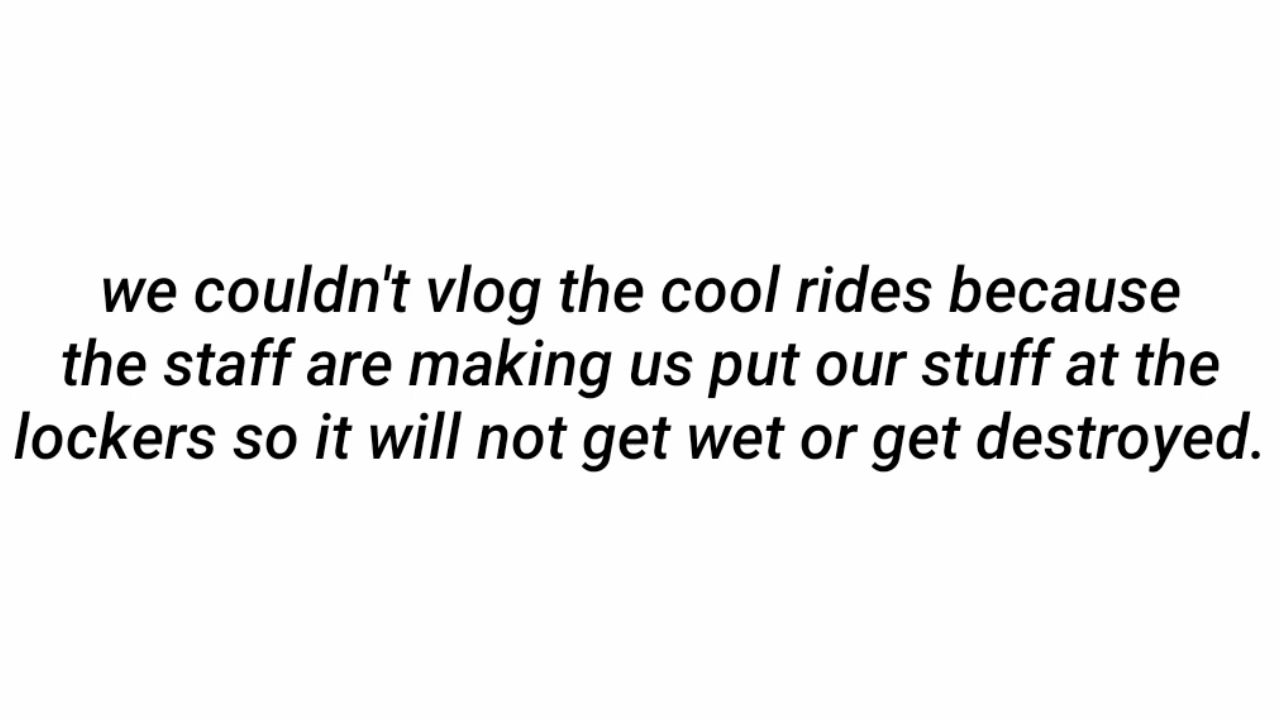 we couldn't vlog the cool rides because
the staff are making us put our stuff at the
lockers so it will not get wet or get destroyed.